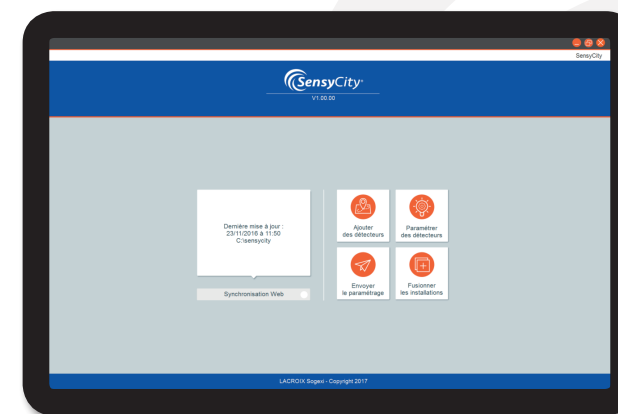 SensyCity
SensyCity
V1.00.00
Dernière mise à jour :
23/11/2016 à 11:50
C:\sensycity
Synchronisation Web
Ajouter
des détecteurs
Paramétrer
des détecteurs
Envoyer
le paramétrage
Fusionner
les installations
LACROIX Sogexi - Copyright 2017